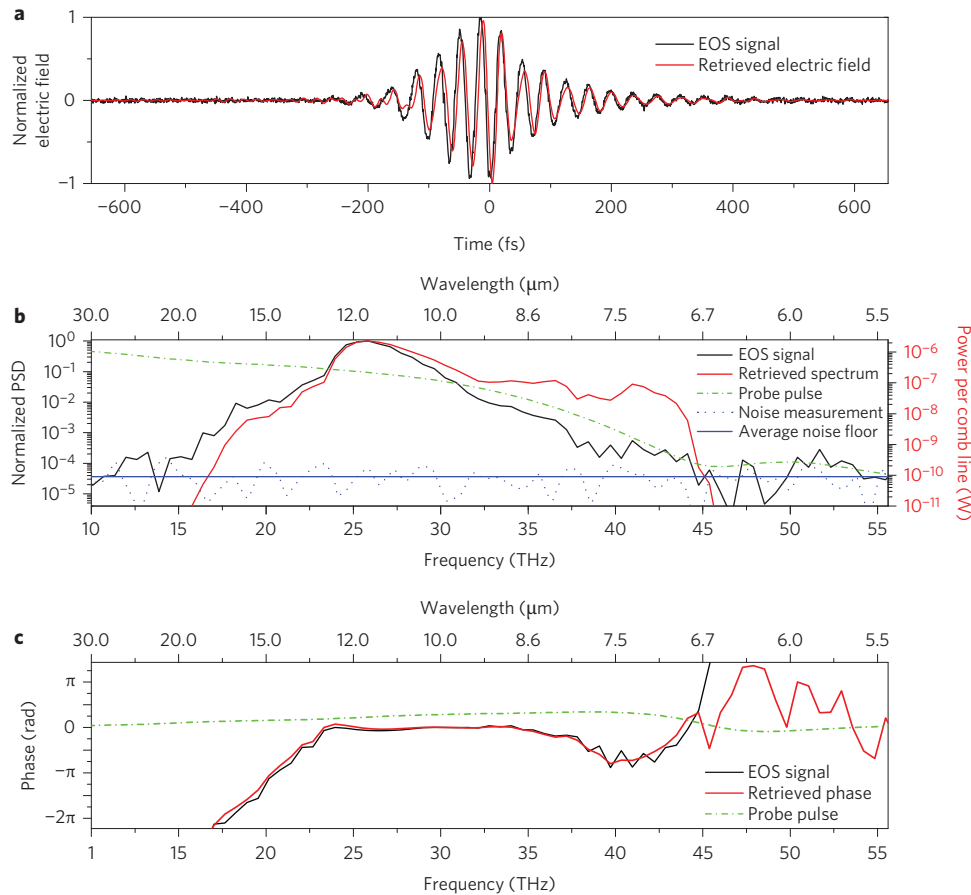 a
Normalized
electric field
1
0
−1
EOS signal
Retrieved electric field
−600 −400 −200 0 200 400 600
Time (fs)
Wavelength (μm)
b
30.0 20.0 15.0 12.0 10.0 8.6 7.5 6.7 6.0 5.5
Normalized PSD
10⁰
10⁻¹
10⁻²
10⁻³
10⁻⁴
10⁻⁵
EOS signal
Retrieved spectrum
Probe pulse
Noise measurement
Average noise floor
10⁻⁶
10⁻⁷
10⁻⁸
10⁻⁹
10⁻¹⁰
10⁻¹¹
Power per comb line (W)
10 15 20 25 30 35 40 45 50 55
Frequency (THz)
Wavelength (μm)
c
30.0 20.0 15.0 12.0 10.0 8.6 7.5 6.7 6.0 5.5
Phase (rad)
π
0
−π
−2π
EOS signal
Retrieved phase
Probe pulse
1 15 20 25 30 35 40 45 50 55
Frequency (THz)